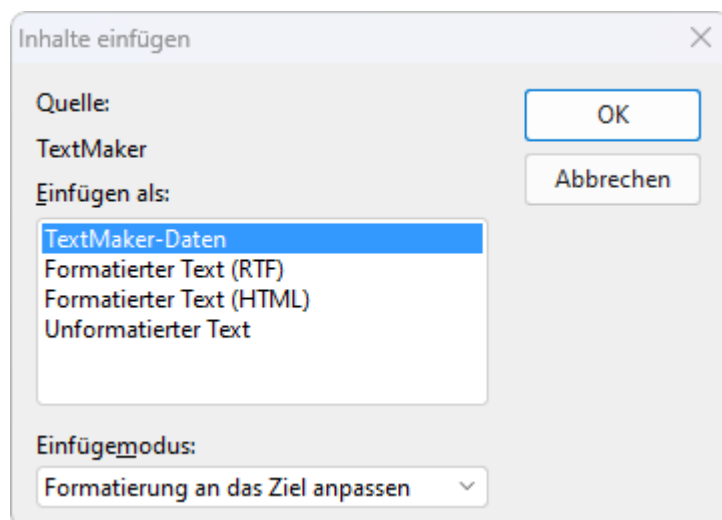 Inhalte einfügen
Quelle:
TextMaker
Einfügen als:
TextMaker-Daten
Formatierter Text (RTF)
Formatierter Text (HTML)
Unformatierter Text
Einfügemodus:
Formatierung an das Ziel anpassen
OK
Abbrechen